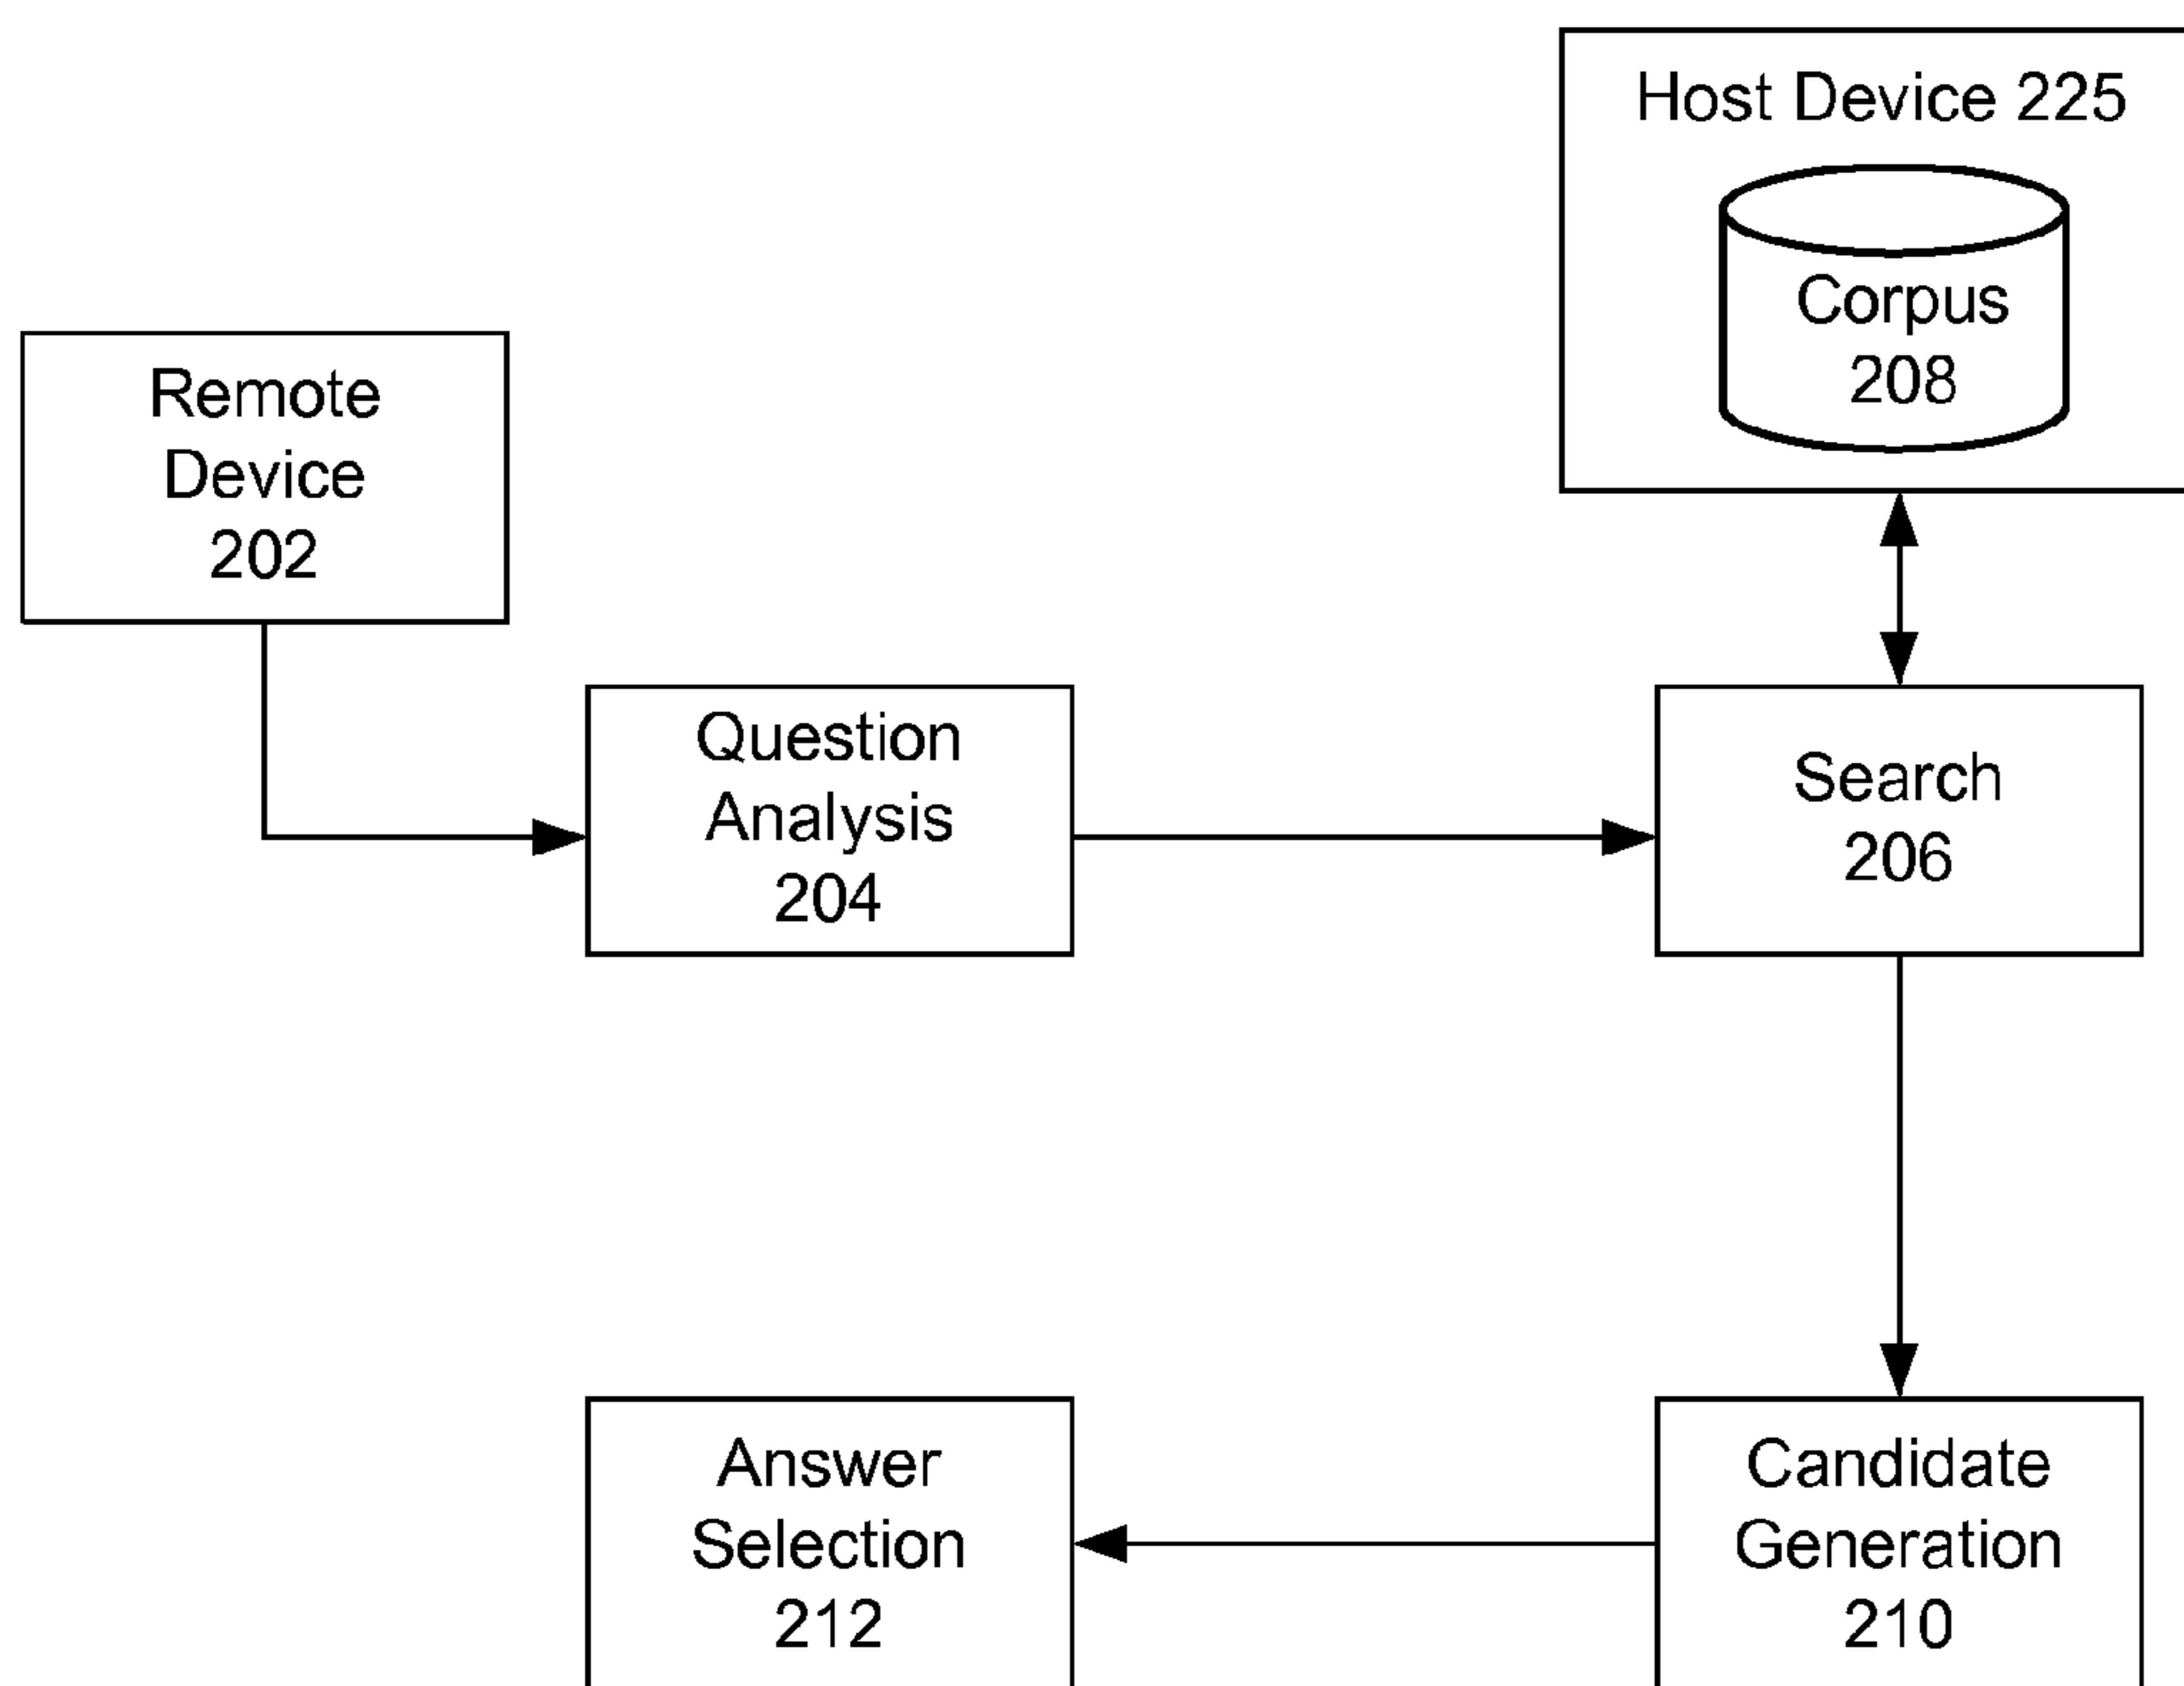 Host Device 225
Corpus
208
Remote
Device
202
Question
Analysis
204
Search
206
Answer
Selection
212
Candidate
Generation
210